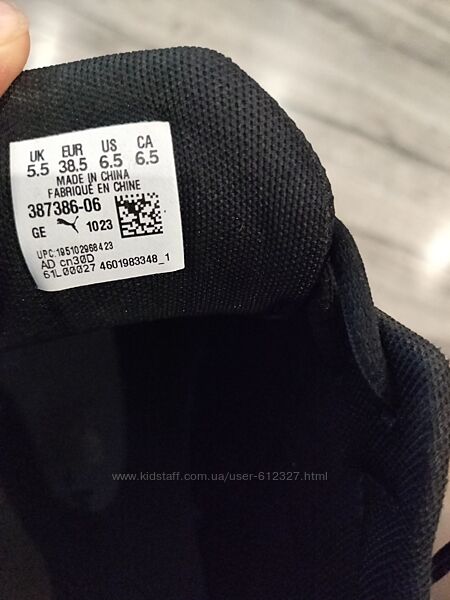 UK EUR US CA
5.5 38.5 6.5 6.5
MADE IN CHINA
FABRIQUÉ EN CHINE
387386-06
GE 1023
UPC:195102968423
AD cn30D
61L00027 4601983348_1
www.kidstaff.com.ua/user-612327.html